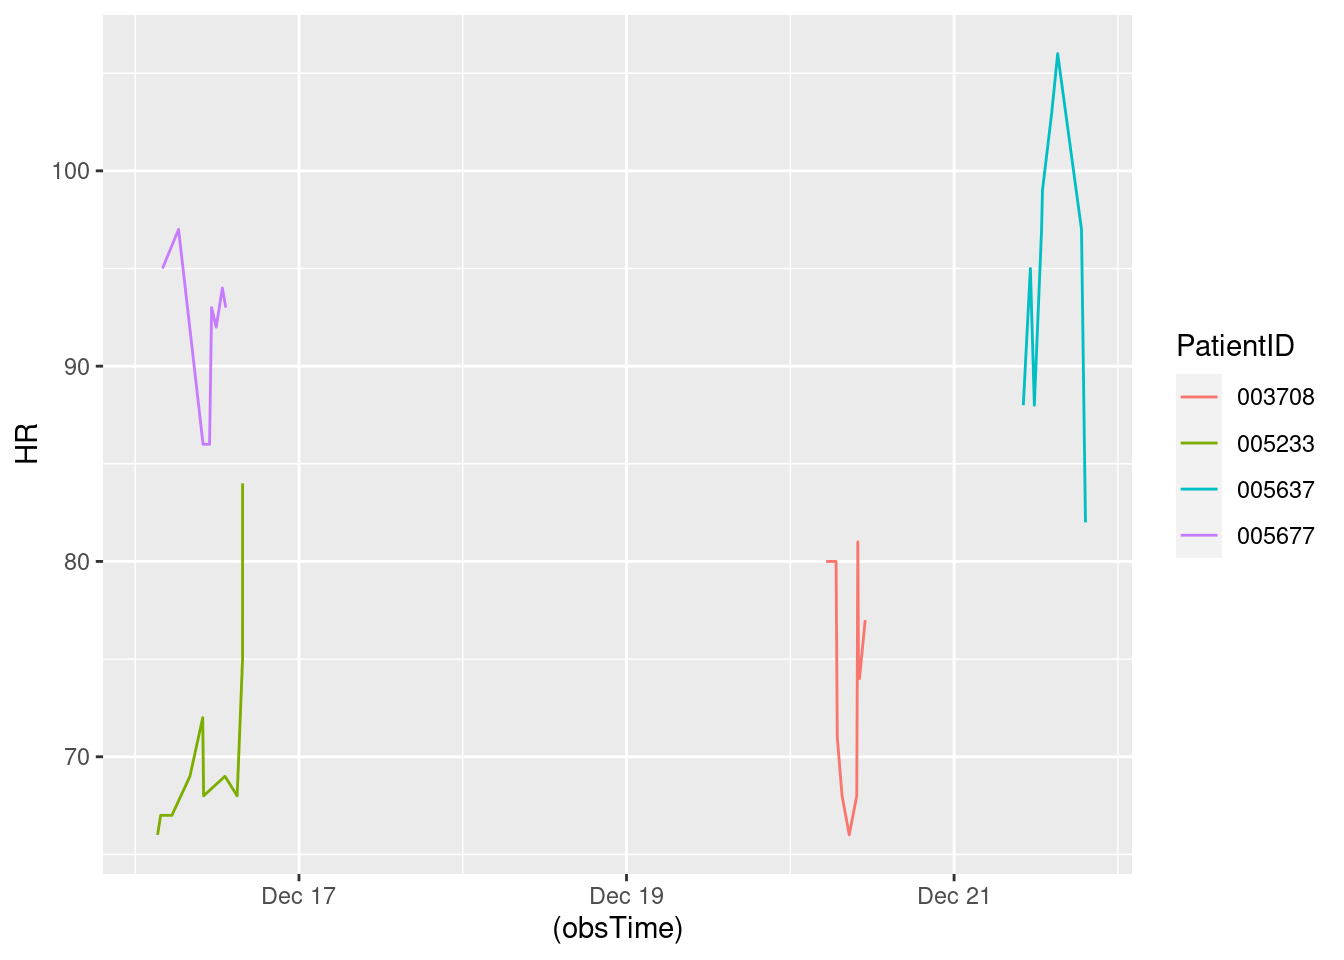 HR
100
90
80
70
Dec 17
Dec 19
Dec 21
(obsTime)
PatientID
003708
005233
005637
005677